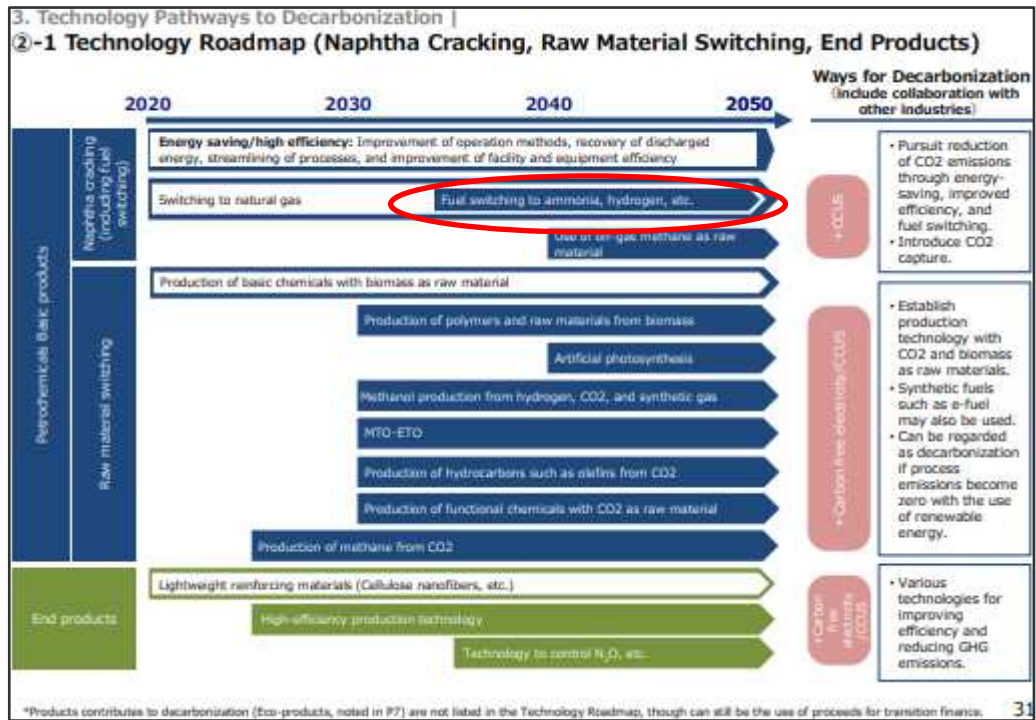 3. Technology Pathways to Decarbonization |
②-1 Technology Roadmap (Naphtha Cracking, Raw Material Switching, End Products)
2020
2030
2040
2050
Ways for Decarbonization
(include collaboration with
other industries)
Petrochemicals Basic products
Naphtha cracking
(including fuel
switching)
Energy saving/high efficiency: Improvement of operation methods, recovery of discharged
energy, streamlining of processes, and improvement of facility and equipment efficiency
Switching to natural gas
Fuel switching to ammonia, hydrogen, etc.
Use of off-gas methane as raw
material
+CCUS
• Pursuit reduction
of CO2 emissions
through energy-
saving, improved
efficiency, and
fuel switching.
• Introduce CO2
capture.
Raw material switching
Production of basic chemicals with biomass as raw material
Production of polymers and raw materials from biomass
Artificial photosynthesis
Methanol production from hydrogen, CO2, and synthetic gas
MTO-ETO
Production of hydrocarbons such as olefins from CO2
Production of functional chemicals with CO2 as raw material
Production of methane from CO2
+Carbon free electricity/CCUS
• Establish
production
technology with
CO2 and biomass
as raw materials.
• Synthetic fuels
such as e-fuel
may also be used.
• Can be regarded
as decarbonization
if process
emissions become
zero with the use
of renewable
energy.
End products
Lightweight reinforcing materials (Cellulose nanofibers, etc.)
High-efficiency production technology
Technology to control N₂O, etc.
+Carbon
free
electricity
/CCUS
• Various
technologies for
improving
efficiency and
reducing GHG
emissions.
*Products contributes to decarbonization (Eco-products, noted in P7) are not listed in the Technology Roadmap, though can still be the use of proceeds for transition finance.
3